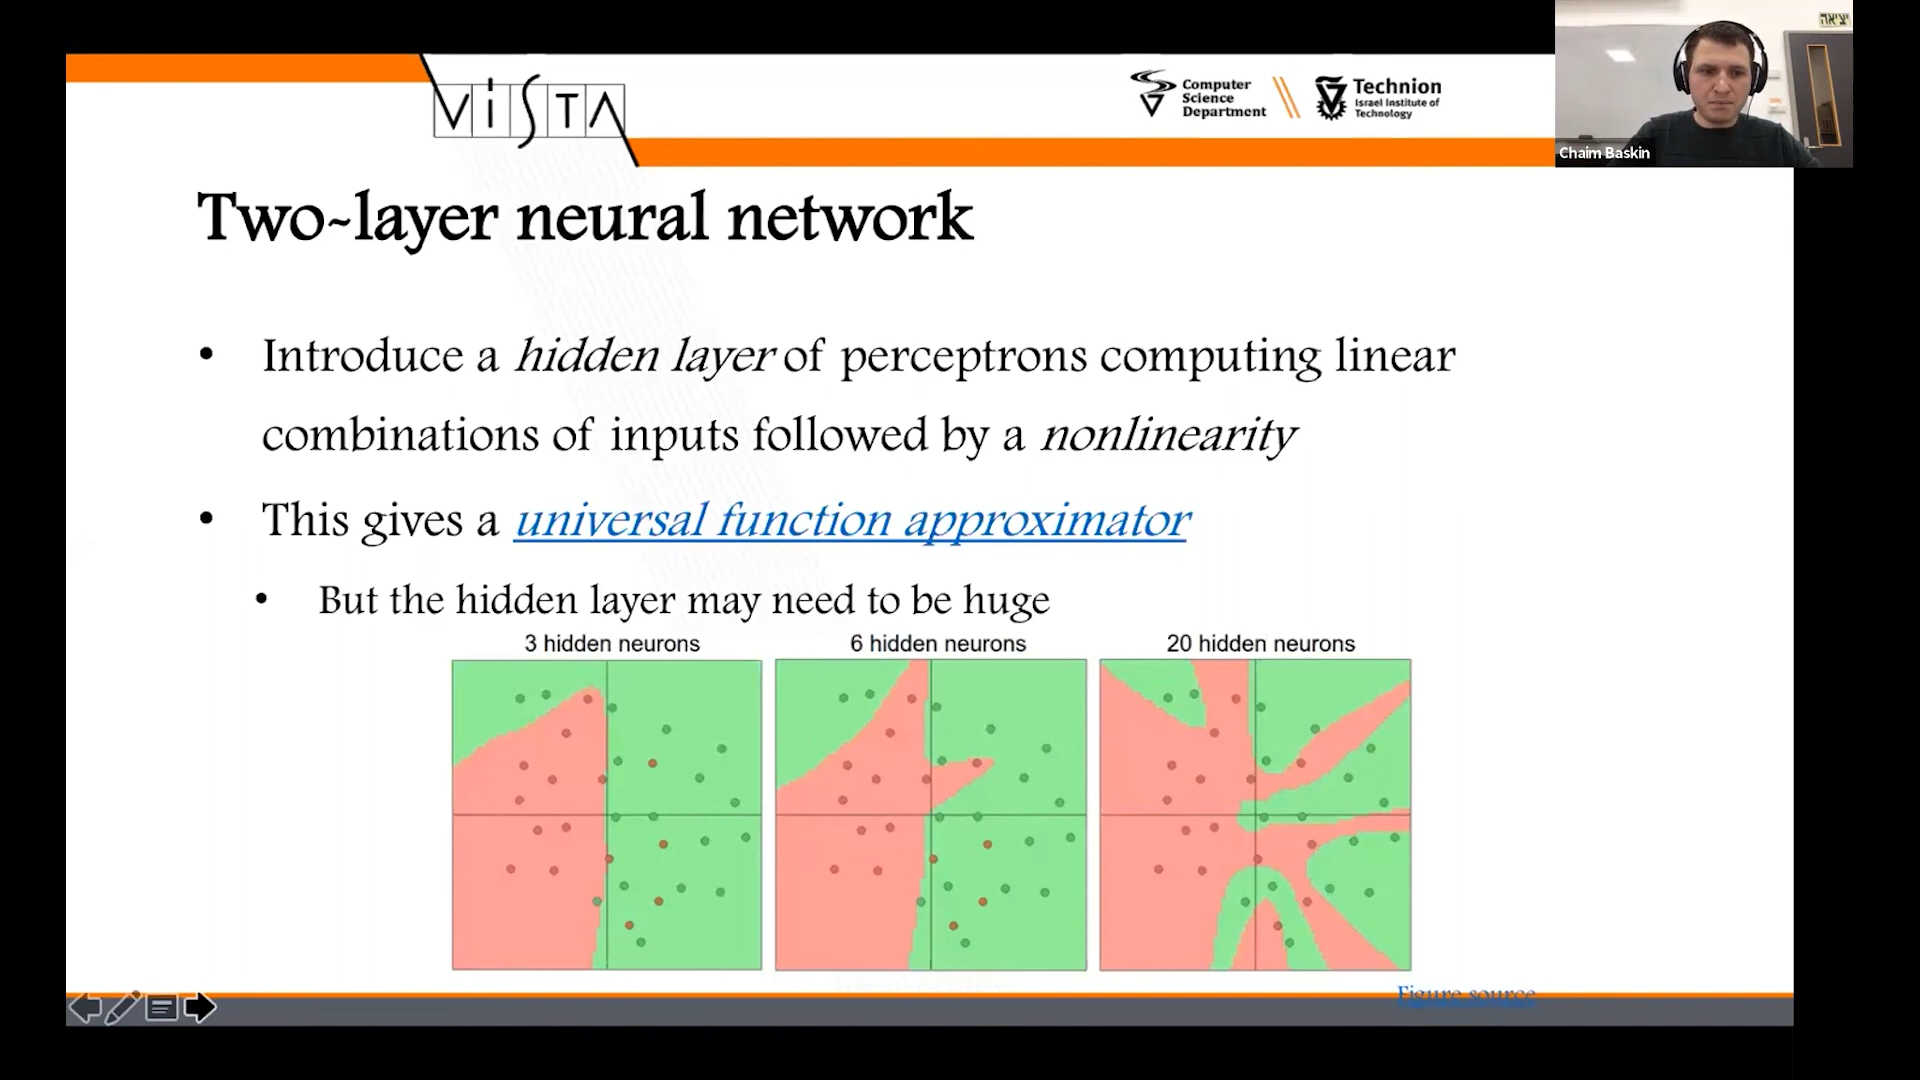 VISTA
Computer
Science
Department
Technion
Israel Institute of
Technology
יציאה
Chaim Baskin
Two-layer neural network
• Introduce a hidden layer of perceptrons computing linear
combinations of inputs followed by a nonlinearity
• This gives a universal function approximator
• But the hidden layer may need to be huge
3 hidden neurons
6 hidden neurons
20 hidden neurons
Figure source